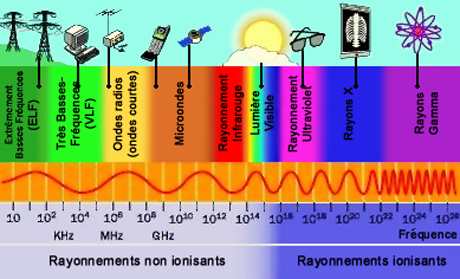 Extrêmement
Basses Fréquences
(ELF)
Très Basses-
Fréquences
(VLF)
Ondes radios
(ondes courtes)
Microondes
Rayonnement
Infrarouge
Lumière
Visible
Rayonnement
Ultraviolet
Rayons X
Rayons
Gamma
10 10² 10⁴ 10⁶ 10⁸ 10¹⁰ 10¹² 10¹⁴ 10¹⁶ 10¹⁸ 10²⁰ 10²² 10²⁴ 10²⁶
KHz MHz GHz Fréquence
Rayonnements non ionisants Rayonnements ionisants